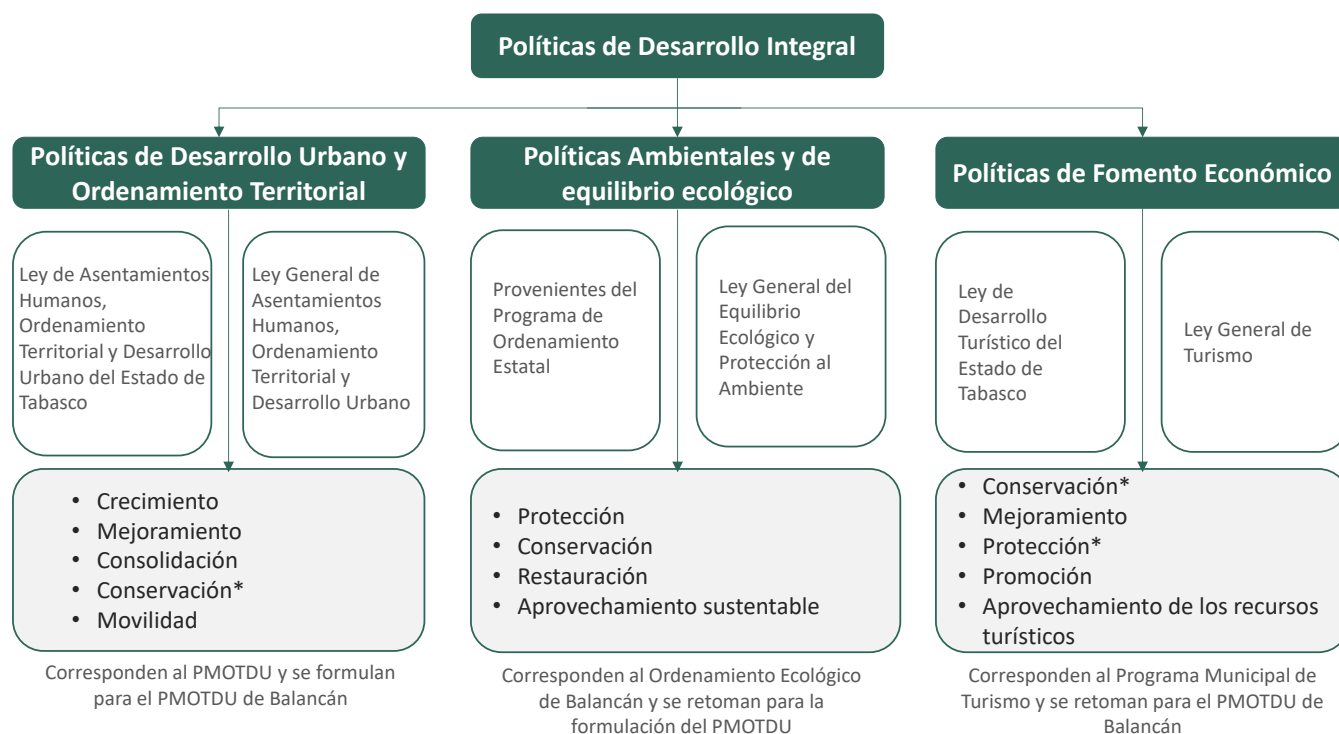 Políticas de Desarrollo Integral
Políticas de Desarrollo Urbano y
Ordenamiento Territorial
Ley de Asentamientos
Humanos,
Ordenamiento
Territorial y Desarrollo
Urbano del Estado de
Tabasco
Ley General de
Asentamientos
Humanos,
Ordenamiento
Territorial y
Desarrollo Urbano
• Crecimiento
• Mejoramiento
• Consolidación
• Conservación*
• Movilidad
Corresponden al PMOTDU y se formulan
para el PMOTDU de Balancán
Políticas Ambientales y de
equilibrio ecológico
Provenientes del
Programa de
Ordenamiento
Estatal
Ley General del
Equilibrio
Ecológico y
Protección al
Ambiente
• Protección
• Conservación
• Restauración
• Aprovechamiento sustentable
Corresponden al Ordenamiento Ecológico
de Balancán y se retoman para la
formulación del PMOTDU
Políticas de Fomento Económico
Ley de
Desarrollo
Turístico del
Estado de
Tabasco
Ley General de
Turismo
• Conservación*
• Mejoramiento
• Protección*
• Promoción
• Aprovechamiento de los recursos
turísticos
Corresponden al Programa Municipal de
Turismo y se retoman para el PMOTDU de
Balancán